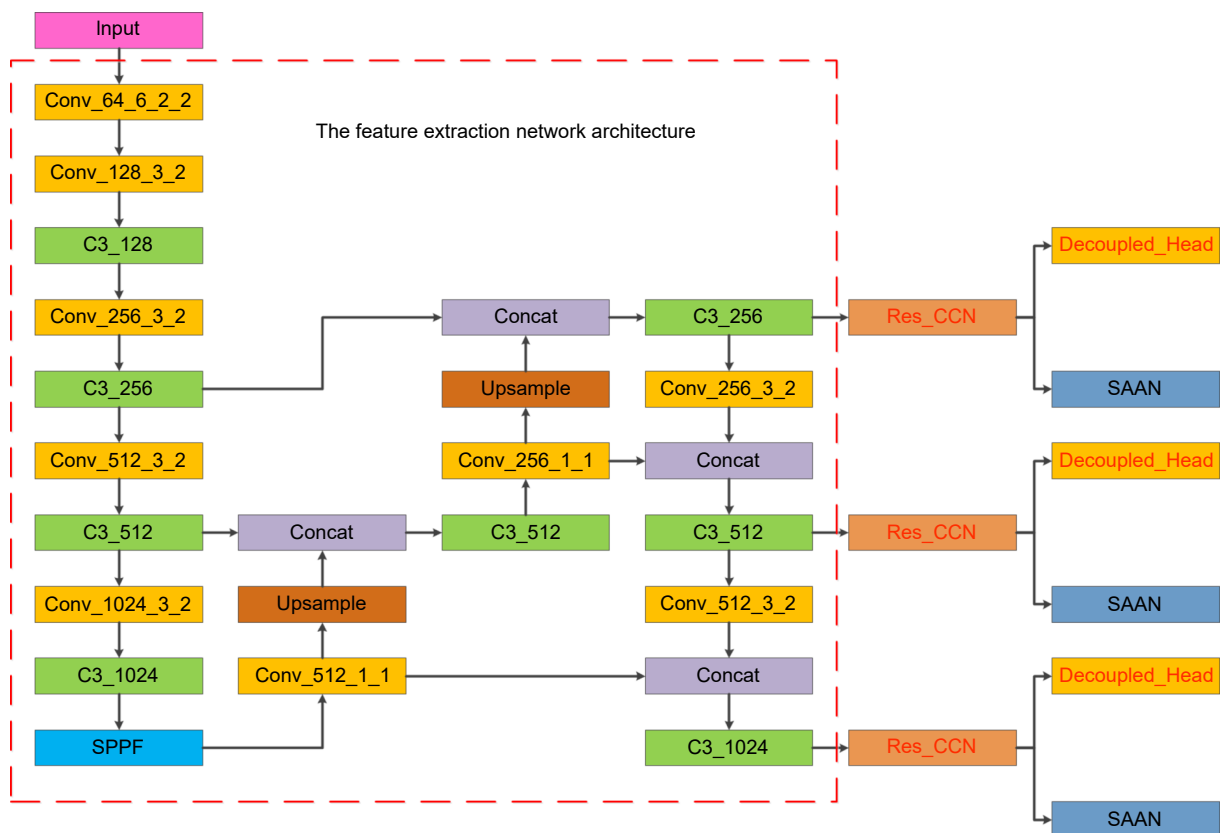 Input
Conv_64_6_2_2
The feature extraction network architecture
Conv_128_3_2
C3_128
Decoupled_Head
Conv_256_3_2
Concat
C3_256
Res_CCN
C3_256
Upsample
Conv_256_3_2
SAAN
Conv_512_3_2
Conv_256_1_1
Concat
Decoupled_Head
C3_512
Concat
C3_512
C3_512
Res_CCN
Conv_1024_3_2
Upsample
Conv_512_3_2
SAAN
C3_1024
Conv_512_1_1
Concat
Decoupled_Head
SPPF
C3_1024
Res_CCN
SAAN